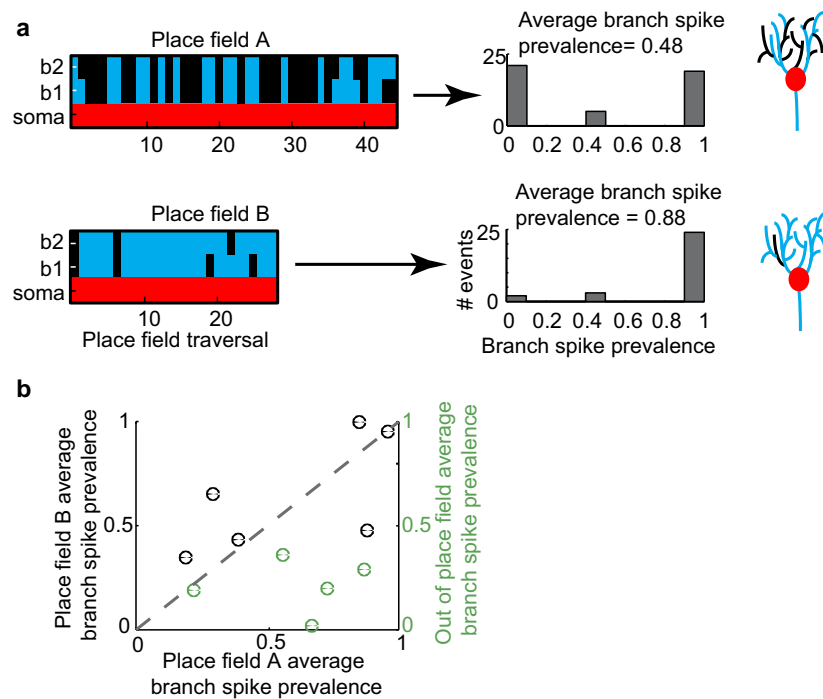 a
Place field A
b2
b1
soma
10 20 30 40
Average branch spike
prevalence= 0.48
25
0
0 0.2 0.4 0.6 0.8 1
Place field B
b2
b1
soma
10 20
Place field traversal
Average branch spike
prevalence = 0.88
# events
25
0
0 0.2 0.4 0.6 0.8 1
Branch spike prevalence
b
Place field B average
branch spike prevalence
1
0.5
0
0 0.5 1
Place field A average
branch spike prevalence
1
0.5
0
Out of place field average
branch spike prevalence